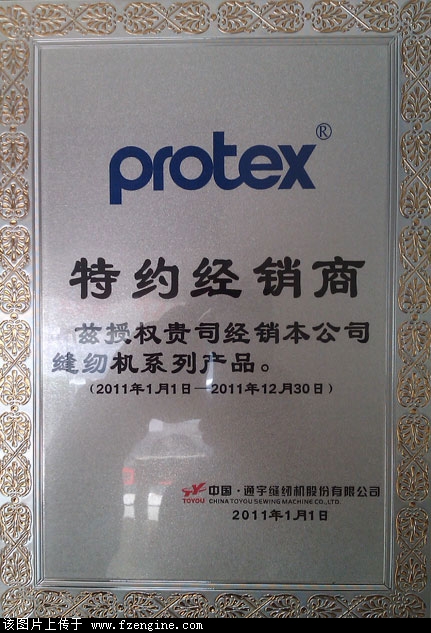 protex®
特约经销商
兹授权贵司经销本公司
缝纫机系列产品。
(2011年1月1日—2011年12月30日)
TOYOU 中国·通宇缝纫机股份有限公司
CHINA TOYOU SEWING MACHINE CO., LTD.
2011年1月1日
该图片上传于 www.fzengine.com